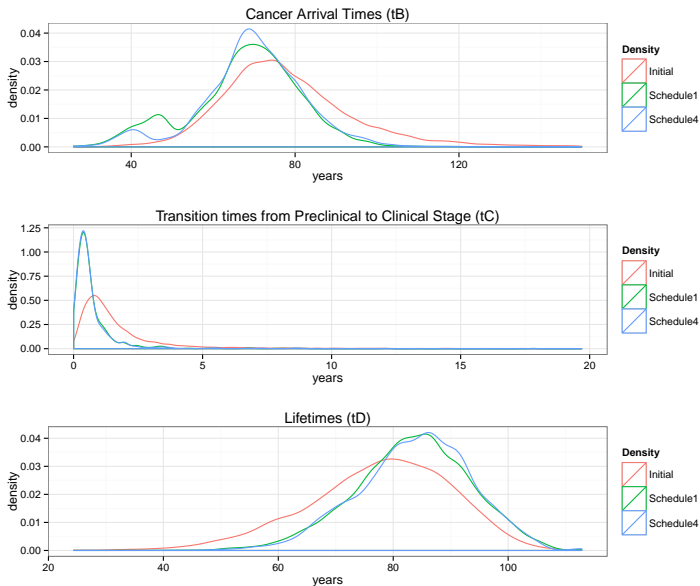 Cancer Arrival Times (tB)
density
0.04
0.03
0.02
0.01
0.00
40
80
120
years
Density
Initial
Schedule1
Schedule4
Transition times from Preclinical to Clinical Stage (tC)
density
1.25
1.00
0.75
0.50
0.25
0.00
0
5
10
15
20
years
Density
Initial
Schedule1
Schedule4
Lifetimes (tD)
density
0.04
0.03
0.02
0.01
0.00
20
40
60
80
100
years
Density
Initial
Schedule1
Schedule4